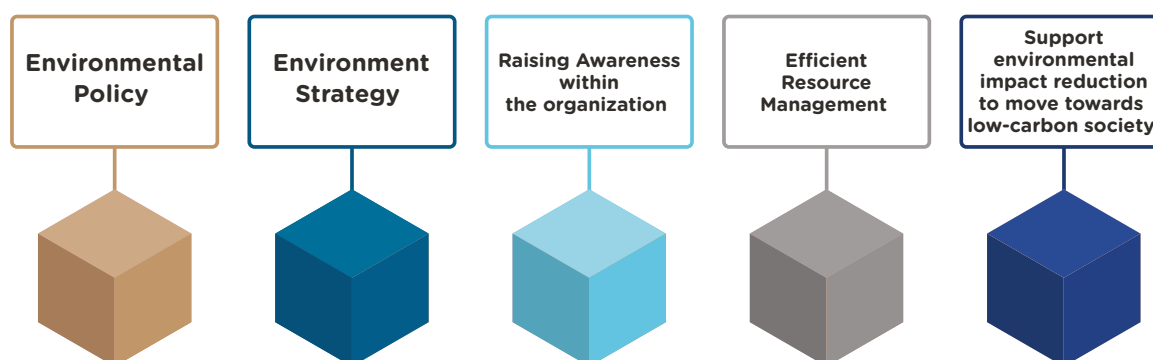 Environmental
Policy
Environment
Strategy
Raising Awareness
within
the organization
Efficient
Resource
Management
Support
environmental
impact reduction
to move towards
low-carbon society